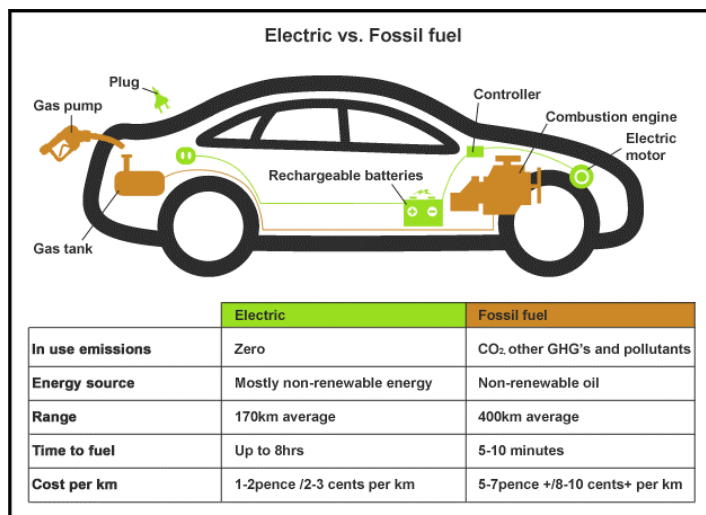 Electric vs. Fossil fuel
Plug
Gas pump
Controller
Combustion engine
Electric
motor
Rechargeable batteries
Gas tank
Electric Fossil fuel
In use emissions Zero CO₂, other GHG's and pollutants
Energy source Mostly non-renewable energy Non-renewable oil
Range 170km average 400km average
Time to fuel Up to 8hrs 5-10 minutes
Cost per km 1-2pence /2-3 cents per km 5-7pence +/8-10 cents+ per km